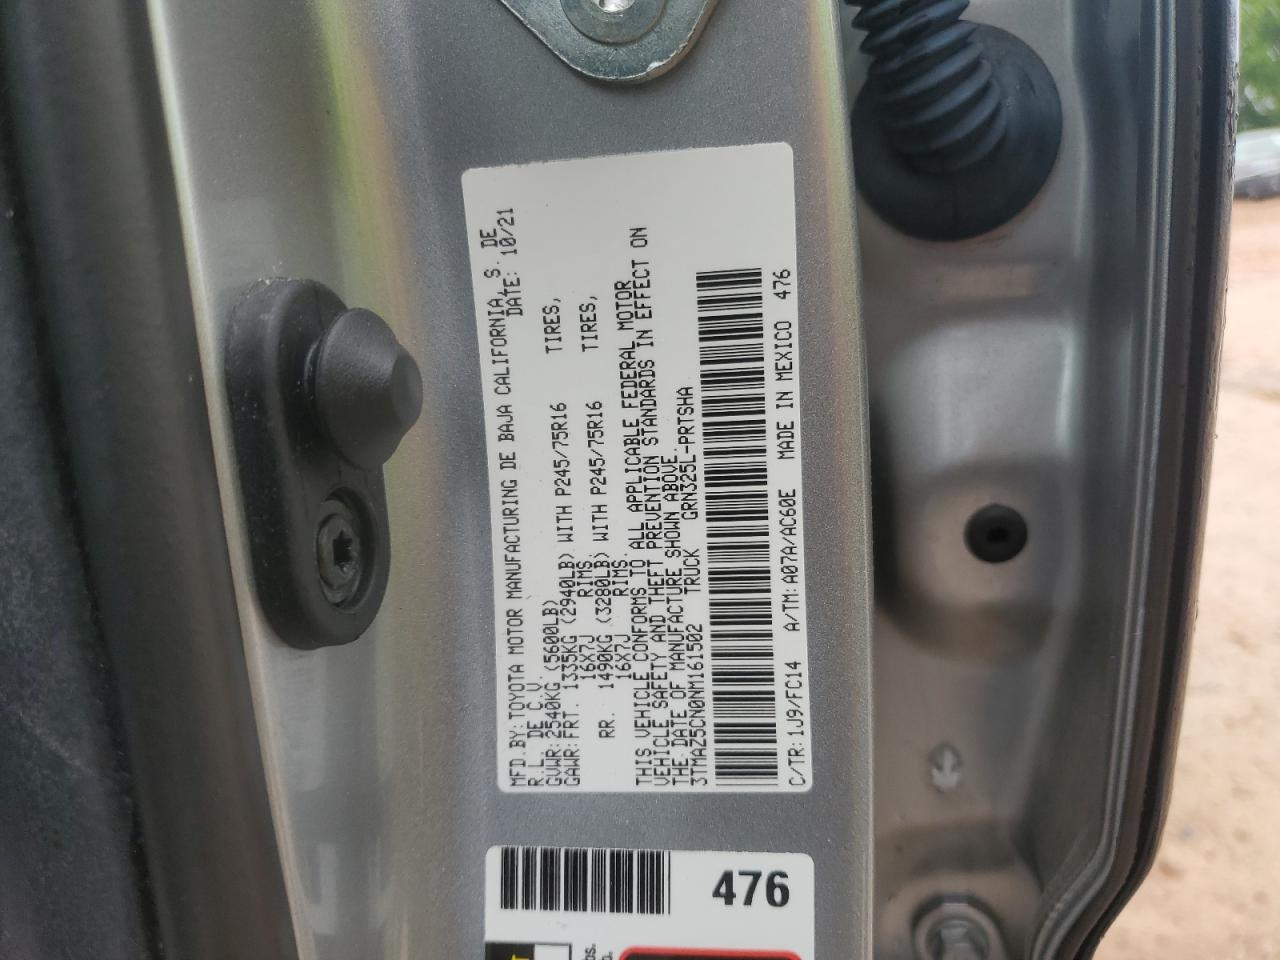 MFD.BY:TOYOTA MOTOR MANUFACTURING DE BAJA CALIFORNIA, S. DE
R.L. DE C.V. DATE: 10/21
GVWR:2540KG (5600LB)
GAWR:FRT. 1335KG (2940LB) WITH P245/75R16 TIRES,
16X7J RIMS
RR. 1490KG (3280LB) WITH P245/75R16 TIRES,
16X7J RIMS.
THIS VEHICLE CONFORMS TO ALL APPLICABLE FEDERAL MOTOR
VEHICLE SAFETY AND THEFT PREVENTION STANDARDS IN EFFECT ON
THE DATE OF MANUFACTURE SHOWN ABOVE.
3TMAZ5CN0NM161502 TRUCK GRN325L-PRTSHA
C/TR:1J9/FC14 A/TM:A07A/AC60E MADE IN MEXICO 476
476